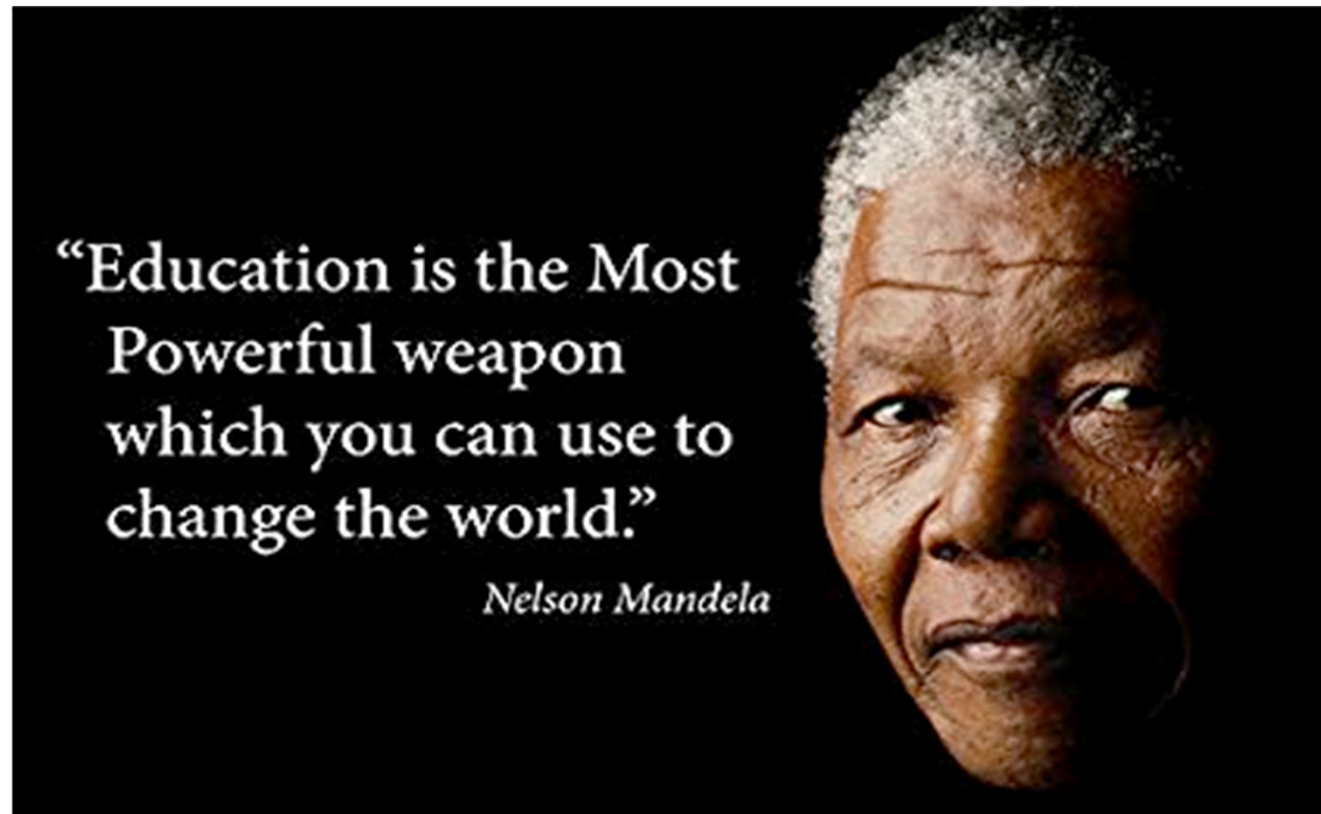 “Education is the Most
Powerful weapon
which you can use to
change the world.”
Nelson Mandela